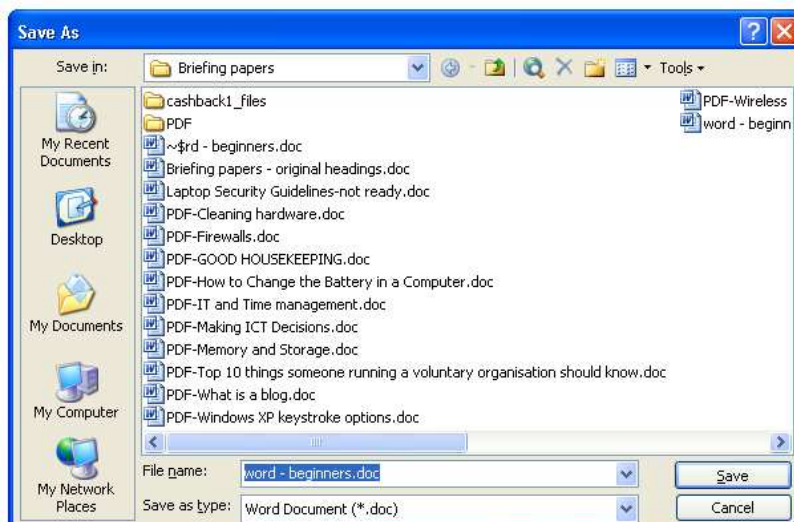 Save As
Save in:
Briefing papers
Tools
My Recent
Documents
Desktop
My Documents
My Computer
My Network
Places
cashback1_files
PDF
~$rd - beginners.doc
Briefing papers - original headings.doc
Laptop Security Guidelines-not ready.doc
PDF-Cleaning hardware.doc
PDF-Firewalls.doc
PDF-GOOD HOUSEKEEPING.doc
PDF-How to Change the Battery in a Computer.doc
PDF-IT and Time management.doc
PDF-Making ICT Decisions.doc
PDF-Memory and Storage.doc
PDF-Top 10 things someone running a voluntary organisation should know.doc
PDF-What is a blog.doc
PDF-Windows XP keystroke options.doc
PDF-Wireless
word - beginn
File name:
word - beginners.doc
Save
Save as type:
Word Document (*.doc)
Cancel